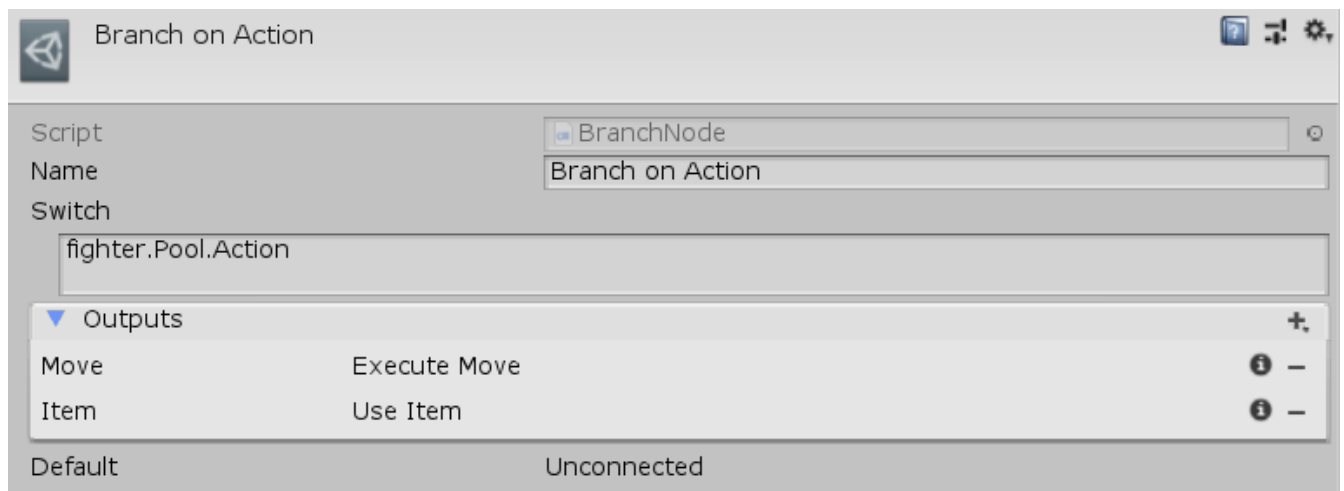 Branch on Action
Script BranchNode
Name Branch on Action
Switch
fighter.Pool.Action
Outputs
Move Execute Move
Item Use Item
Default Unconnected